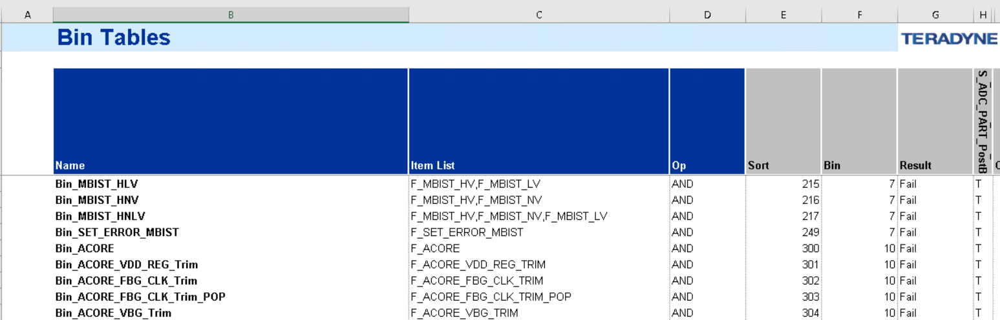 A B C D E F G H
Bin Tables TERADYNE
Name Item List Op Sort Bin Result S_ADC_PART_PostB
Bin_MBIST_HLV F_MBIST_HV,F_MBIST_LV AND 215 7 Fail T
Bin_MBIST_HNV F_MBIST_HV,F_MBIST_NV AND 216 7 Fail T
Bin_MBIST_HNLV F_MBIST_HV,F_MBIST_NV,F_MBIST_LV AND 217 7 Fail T
Bin_SET_ERROR_MBIST F_SET_ERROR_MBIST AND 249 7 Fail T
Bin_ACORE F_ACORE AND 300 10 Fail T
Bin_ACORE_VDD_REG_Trim F_ACORE_VDD_REG_TRIM AND 301 10 Fail T
Bin_ACORE_FBG_CLK_Trim F_ACORE_FBG_CLK_TRIM AND 302 10 Fail T
Bin_ACORE_FBG_CLK_Trim_POP F_ACORE_FBG_CLK_TRIM_POP AND 303 10 Fail T
Bin_ACORE_VBG_Trim F_ACORE_VBG_TRIM AND 304 10 Fail T